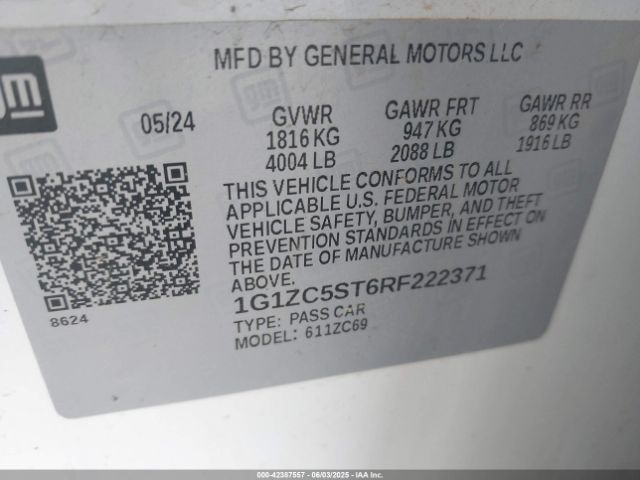 gm
MFD BY GENERAL MOTORS LLC
05/24
GVWR
1816 KG
4004 LB
GAWR FRT
947 KG
2088 LB
GAWR RR
869 KG
1916 LB
THIS VEHICLE CONFORMS TO ALL
APPLICABLE U.S. FEDERAL MOTOR
VEHICLE SAFETY, BUMPER, AND THEFT
PREVENTION STANDARDS IN EFFECT ON
THE DATE OF MANUFACTURE SHOWN
ABOVE.
1G1ZC5ST6RF222371
8624
TYPE: PASS CAR
MODEL: 611ZC69
000-42387557 - 06/03/2025 - IAA Inc.